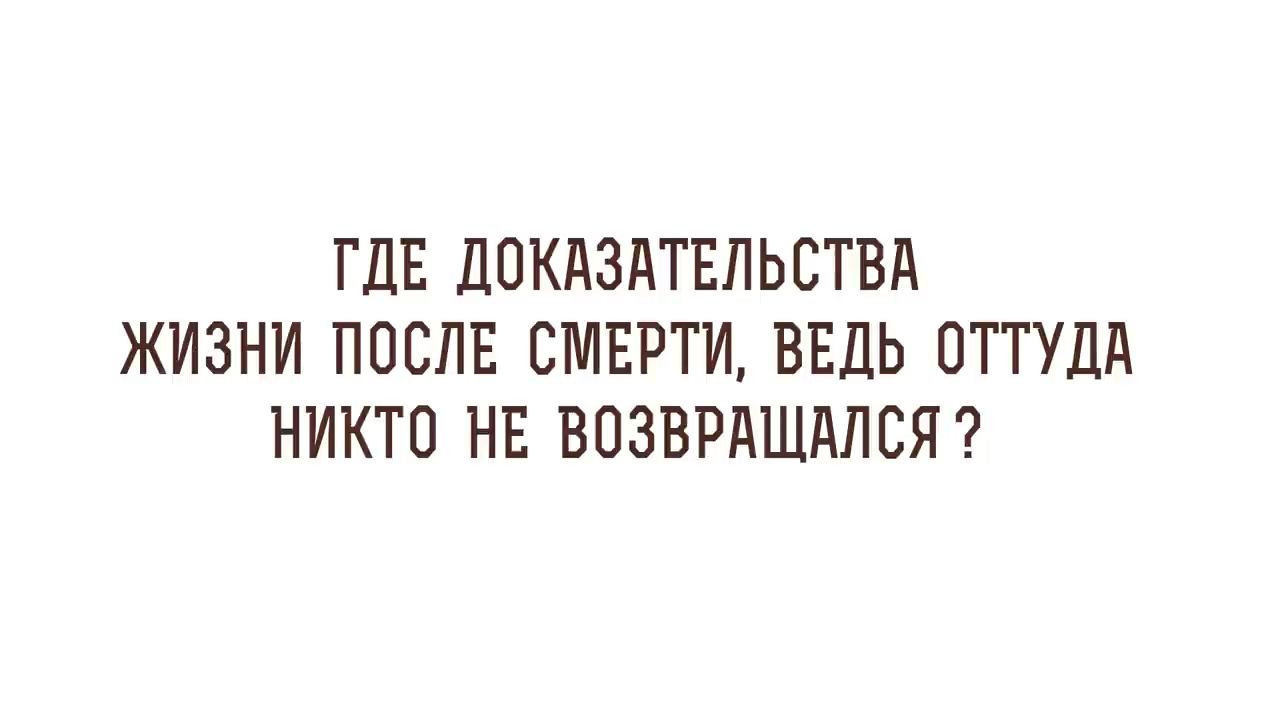 ГДЕ ДОКАЗАТЕЛЬСТВА
ЖИЗНИ ПОСЛЕ СМЕРТИ, ВЕДЬ ОТТУДА
НИКТО НЕ ВОЗВРАЩАЛСЯ?